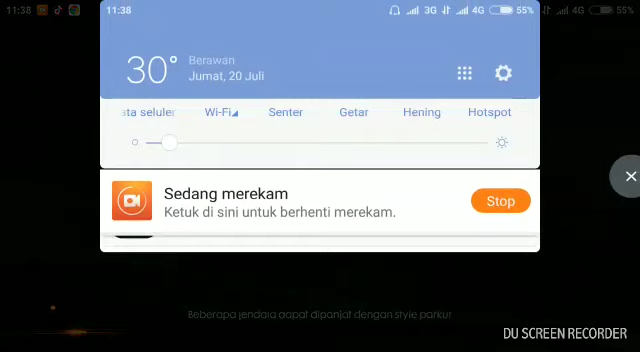 11:38
11:38 3G 4G 55% 4G 55%
30° Berawan
Jumat, 20 Juli
ata seluler Wi-Fi Senter Getar Hening Hotspot
Sedang merekam
Ketuk di sini untuk berhenti merekam.
Stop
Beberapa jendela dapat dipanjat dengan style parkur
DU SCREEN RECORDER